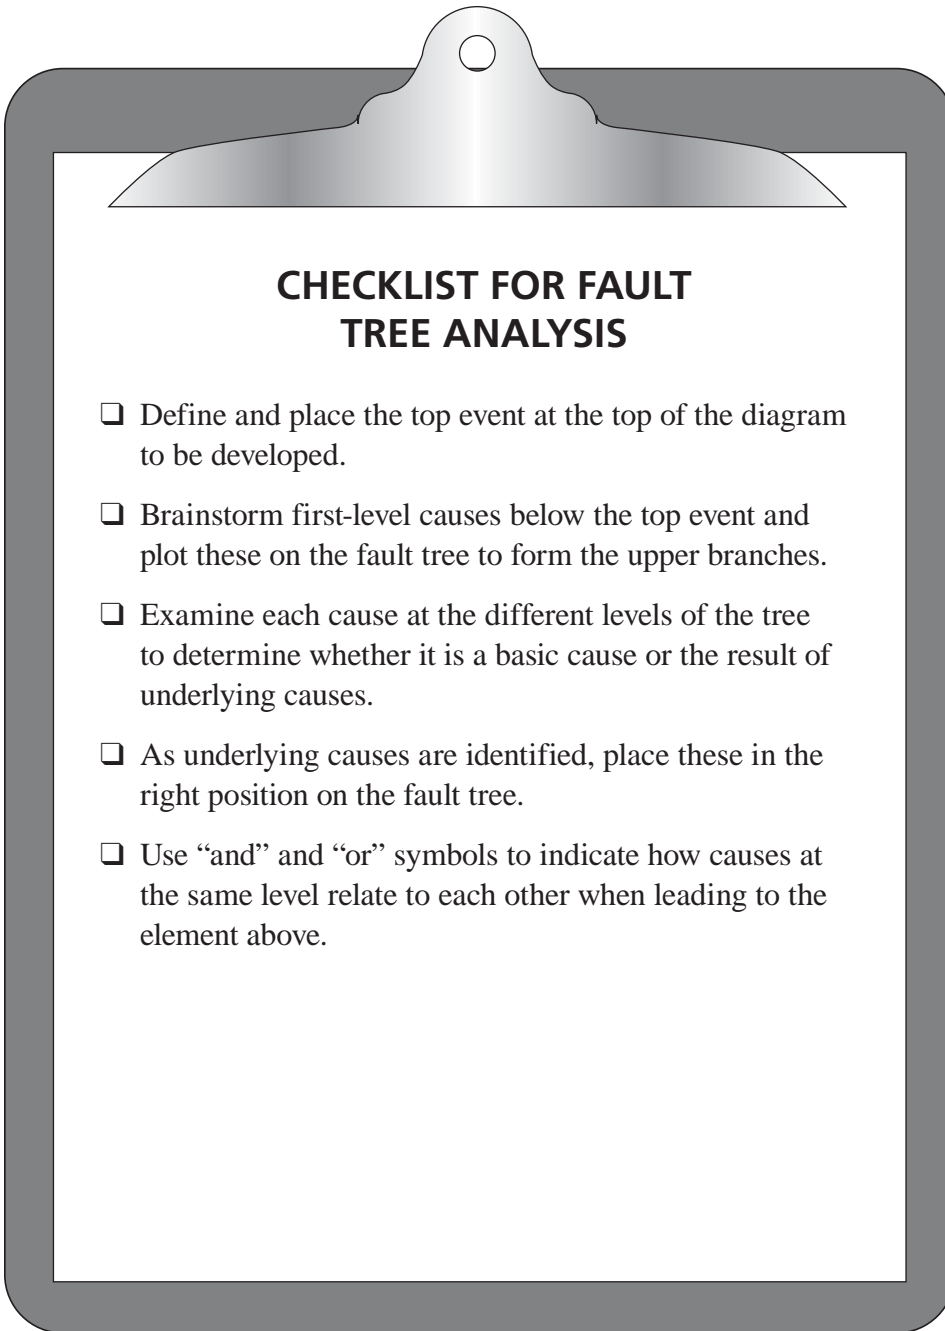 CHECKLIST FOR FAULT
TREE ANALYSIS
❏ Define and place the top event at the top of the diagram
to be developed.
❏ Brainstorm first-level causes below the top event and
plot these on the fault tree to form the upper branches.
❏ Examine each cause at the different levels of the tree
to determine whether it is a basic cause or the result of
underlying causes.
❏ As underlying causes are identified, place these in the
right position on the fault tree.
❏ Use “and” and “or” symbols to indicate how causes at
the same level relate to each other when leading to the
element above.